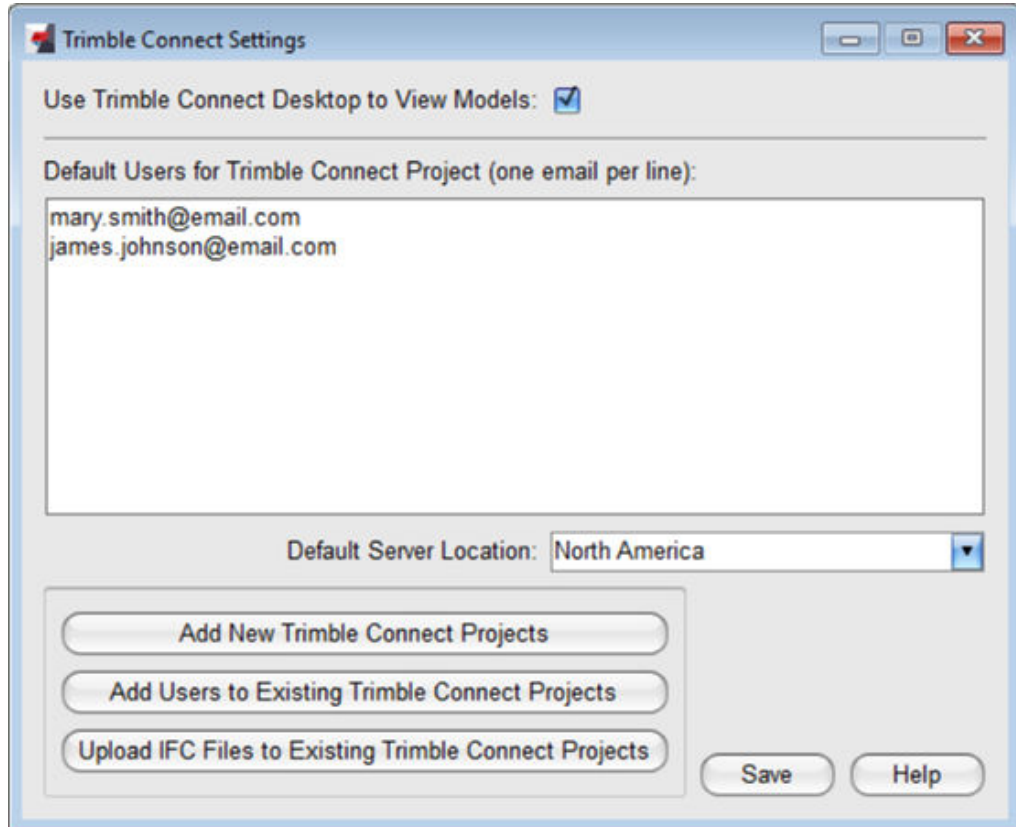 Trimble Connect Settings
Use Trimble Connect Desktop to View Models:
Default Users for Trimble Connect Project (one email per line):
mary.smith@email.com
james.johnson@email.com
Default Server Location: North America
Add New Trimble Connect Projects
Add Users to Existing Trimble Connect Projects
Upload IFC Files to Existing Trimble Connect Projects
Save Help